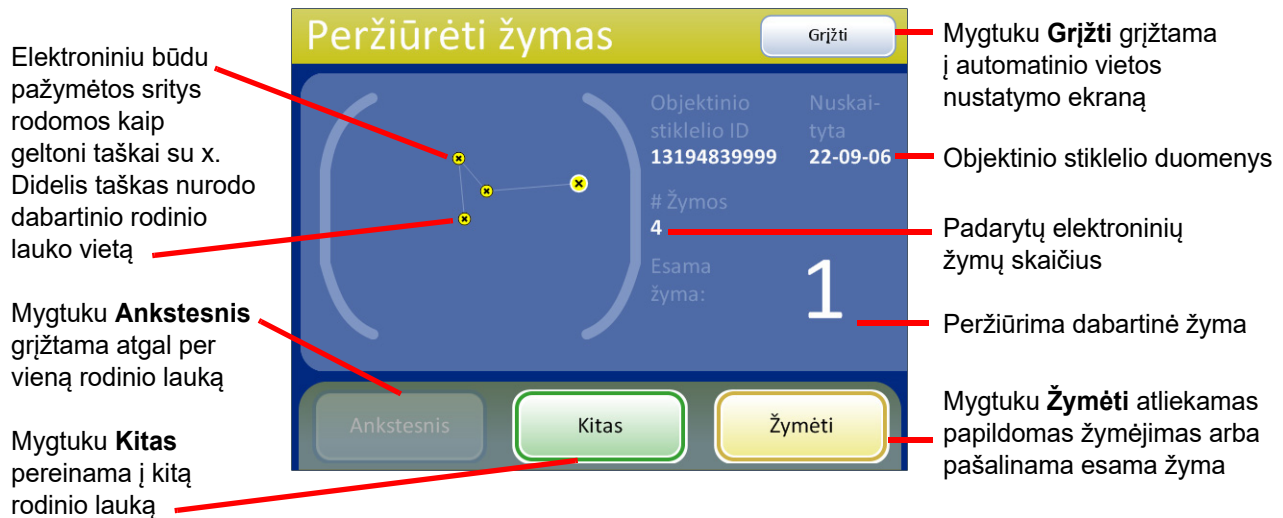 Elektroniniu būdu
pažymėtos sritys
rodomos kaip
geltoni taškai su x.
Didelis taškas nurodo
dabartinio rodinio
lauko vietą
Mygtuku Ankstesnis
grįžtama atgal per
vieną rodinio lauką
Mygtuku Kitas
pereinama į kitą
rodinio lauką
Peržiūrėti žymas
Grįžti
Objektinio
stiklelio ID
13194839999
Nuskai-
tyta
22-09-06
# Žymos
4
Esama
žyma:
1
Ankstesnis
Kitas
Žymėti
Mygtuku Grįžti grįžtama
į automatinio vietos
nustatymo ekraną
Objektinio stiklelio duomenys
Padarytų elektroninių
žymų skaičius
Peržiūrima dabartinė žyma
Mygtuku Žymėti atliekamas
papildomas žymėjimas arba
pašalinama esama žyma